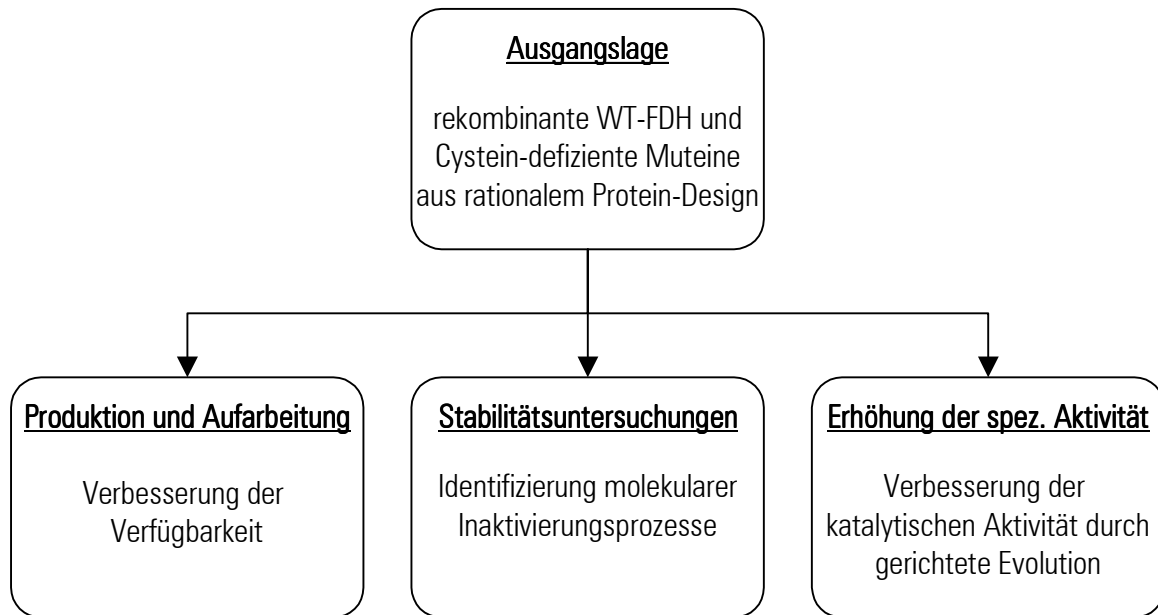 Ausgangslage
rekombinante WT-FDH und
Cystein-defiziente Muteine
aus rationalem Protein-Design
Produktion und Aufarbeitung
Verbesserung der
Verfügbarkeit
Stabilitätsuntersuchungen
Identifizierung molekularer
Inaktivierungsprozesse
Erhöhung der spez. Aktivität
Verbesserung der
katalytischen Aktivität durch
gerichtete Evolution